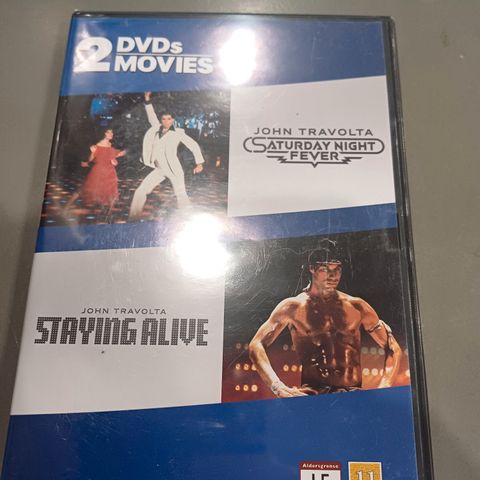 2 DVDs
MOVIES
JOHN TRAVOLTA
SATURDAY NIGHT
FEVER
JOHN TRAVOLTA
STAYING ALIVE
Aldersgrense
15
11